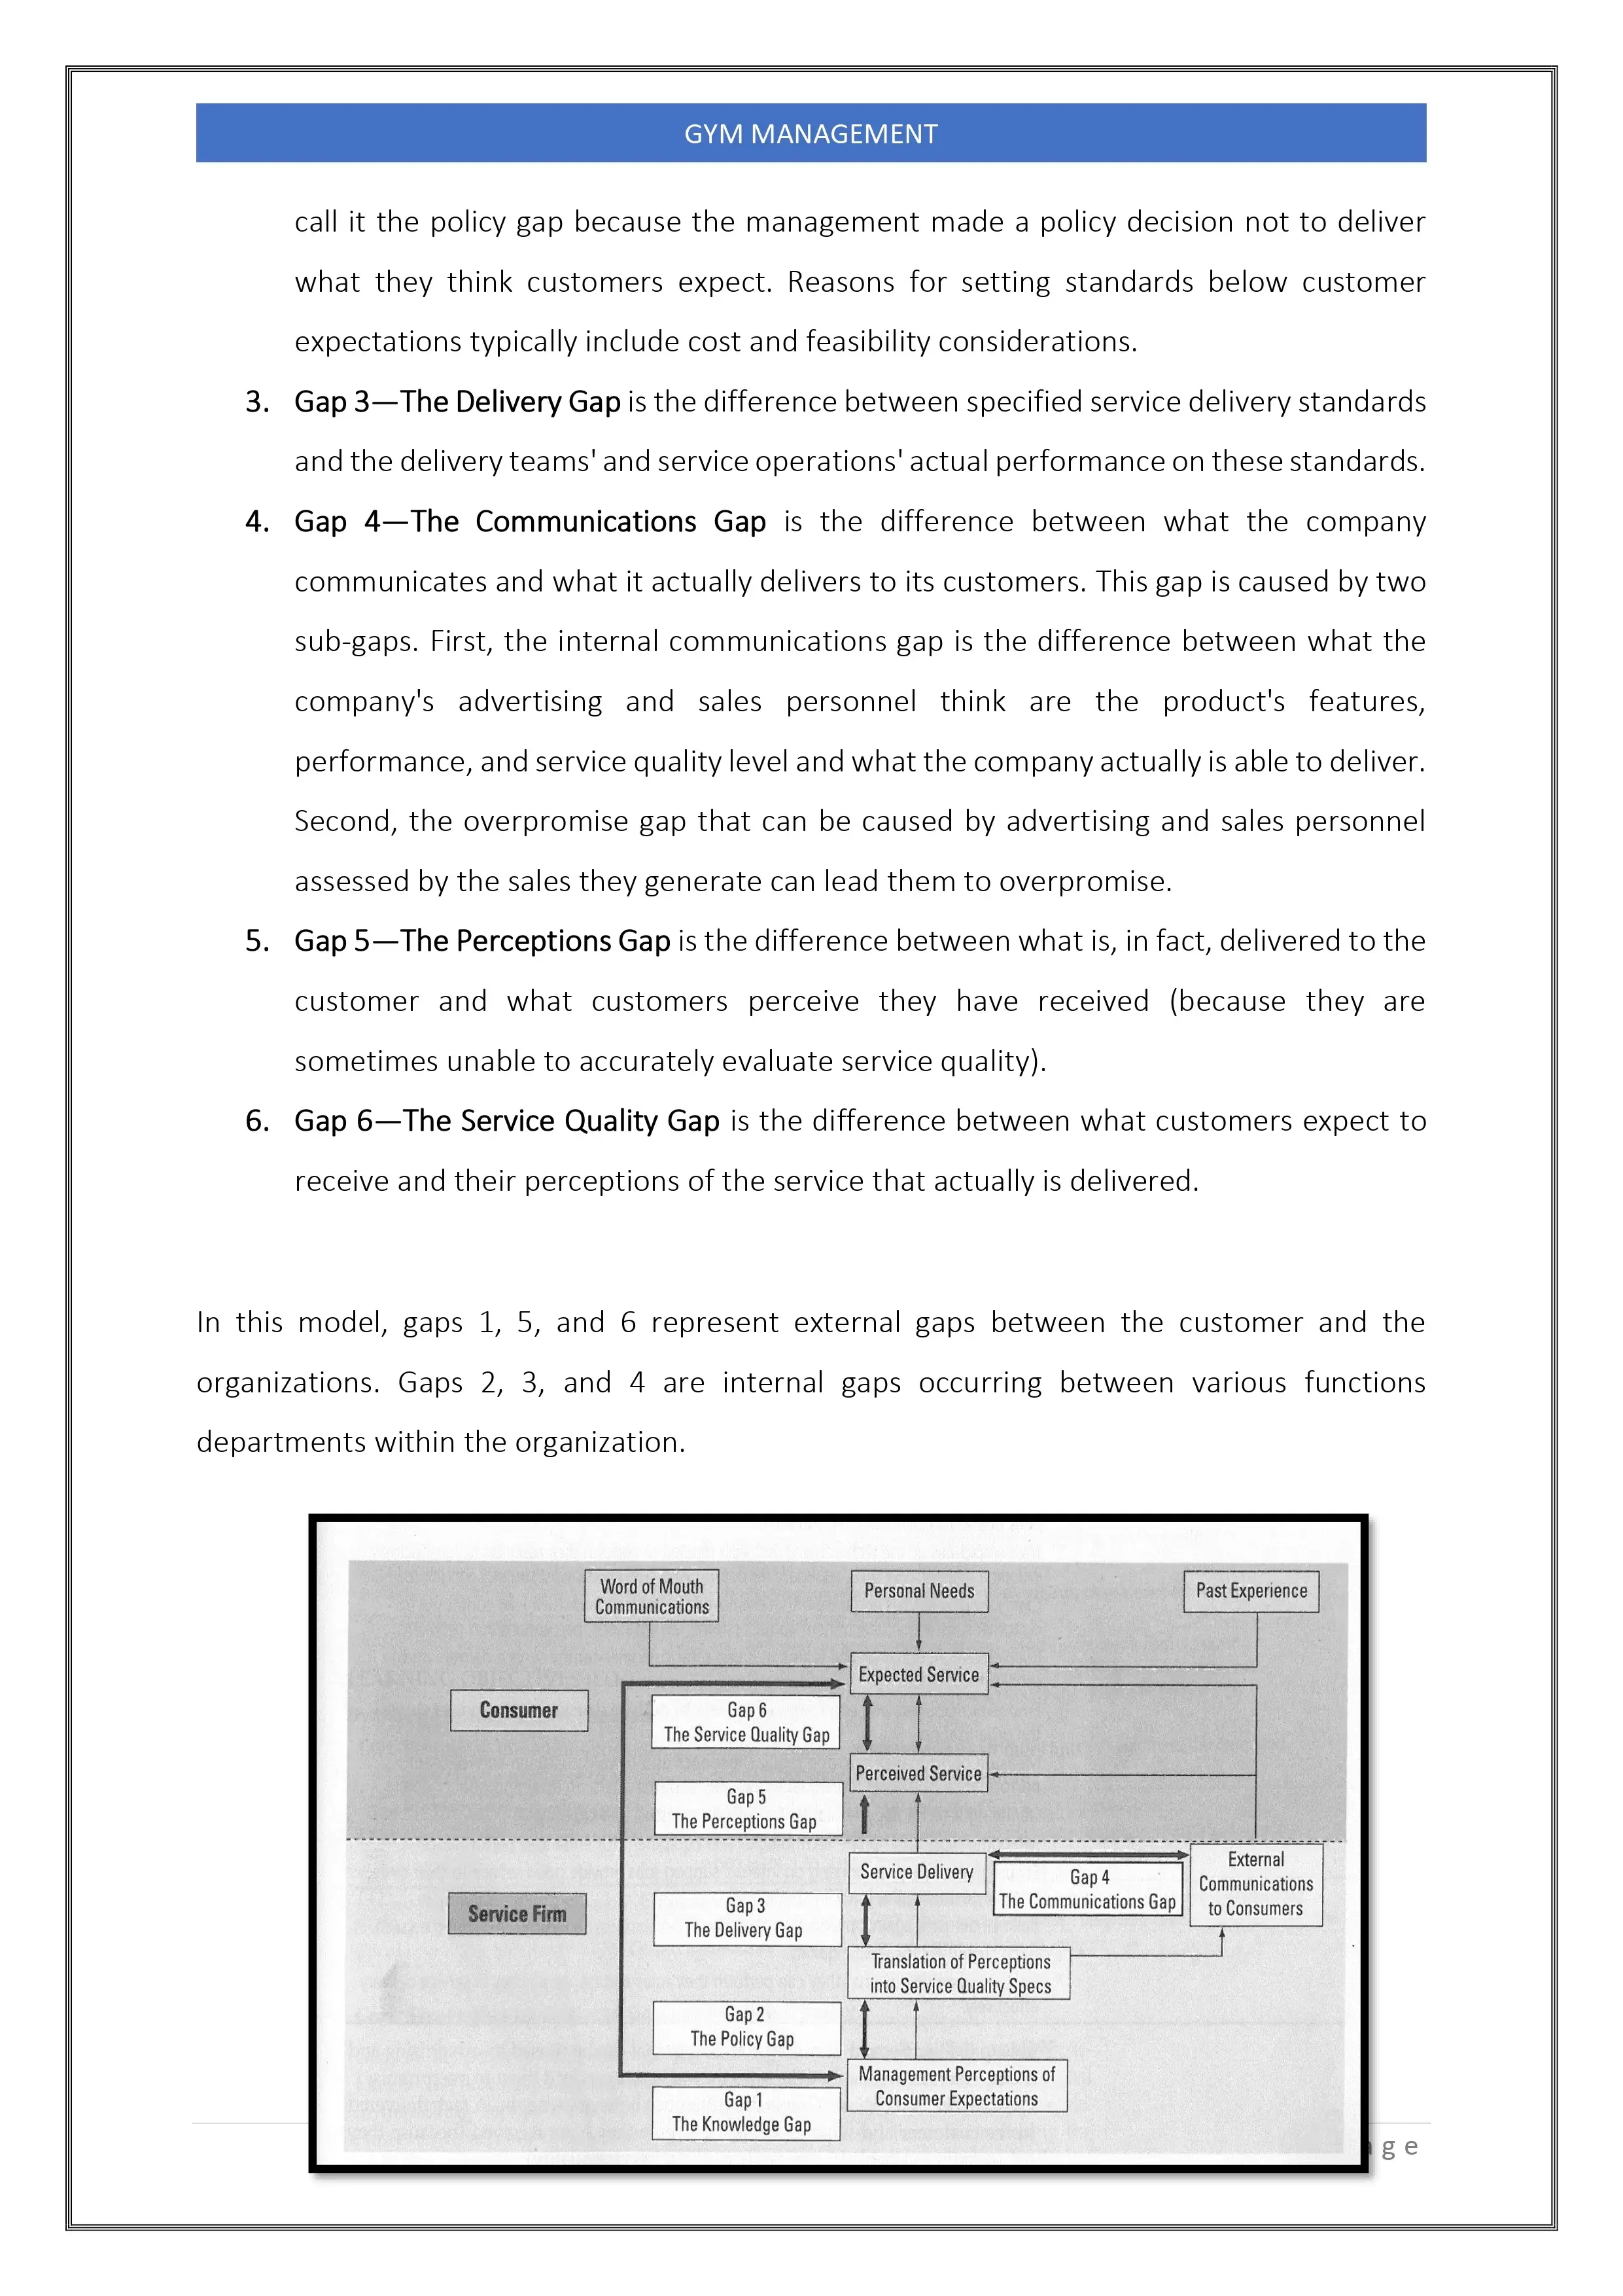 GYM MANAGEMENT
call it the policy gap because the management made a policy decision not to deliver
what they think customers expect. Reasons for setting standards below customer
expectations typically include cost and feasibility considerations.
3. Gap 3—The Delivery Gap is the difference between specified service delivery standards
and the delivery teams' and service operations' actual performance on these standards.
4. Gap 4—The Communications Gap is the difference between what the company
communicates and what it actually delivers to its customers. This gap is caused by two
sub-gaps. First, the internal communications gap is the difference between what the
company's advertising and sales personnel think are the product's features,
performance, and service quality level and what the company actually is able to deliver.
Second, the overpromise gap that can be caused by advertising and sales personnel
assessed by the sales they generate can lead them to overpromise.
5. Gap 5—The Perceptions Gap is the difference between what is, in fact, delivered to the
customer and what customers perceive they have received (because they are
sometimes unable to accurately evaluate service quality).
6. Gap 6—The Service Quality Gap is the difference between what customers expect to
receive and their perceptions of the service that actually is delivered.
In this model, gaps 1, 5, and 6 represent external gaps between the customer and the
organizations. Gaps 2, 3, and 4 are internal gaps occurring between various functions
departments within the organization.
Word of Mouth
Communications
Personal Needs
Past Experience
Expected Service
Consumer
Gap 6
The Service Quality Gap
Perceived Service
Gap 5
The Perceptions Gap
Service Delivery
Gap 4
The Communications Gap
External
Communications
to Consumers
Service Firm
Gap 3
The Delivery Gap
Translation of Perceptions
into Service Quality Specs
Gap 2
The Policy Gap
Management Perceptions of
Consumer Expectations
Gap 1
The Knowledge Gap